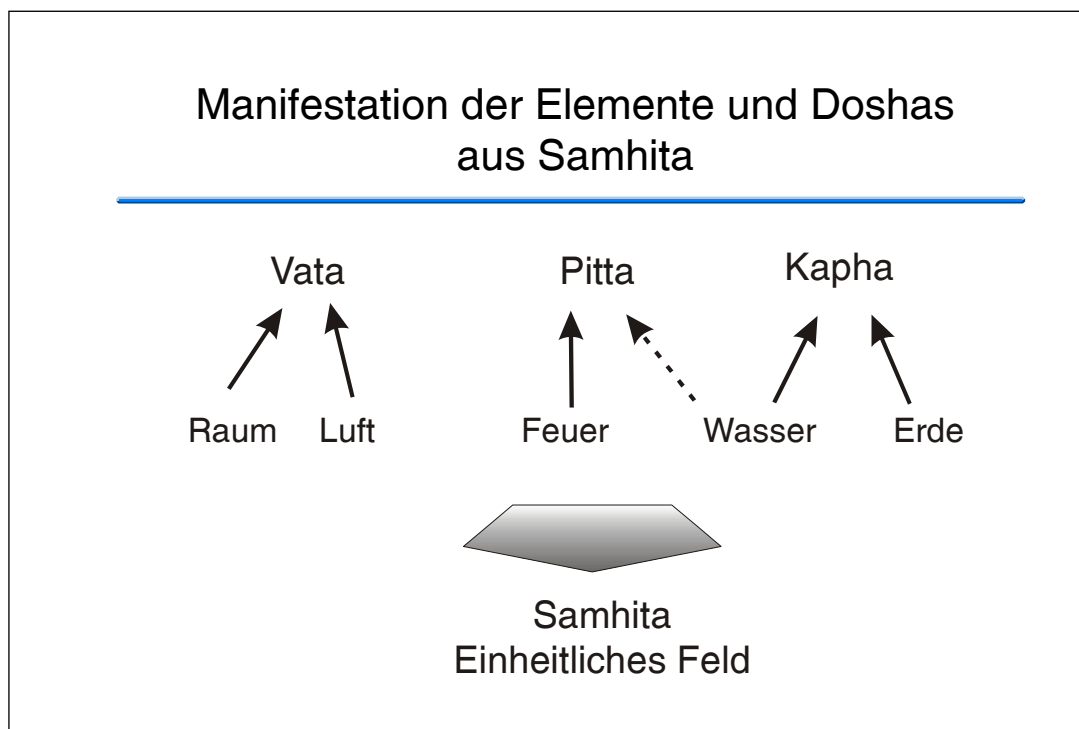 Manifestation der Elemente und Doshas
aus Samhita
Vata Pitta Kapha
Raum Luft Feuer Wasser Erde
Samhita
Einheitliches Feld